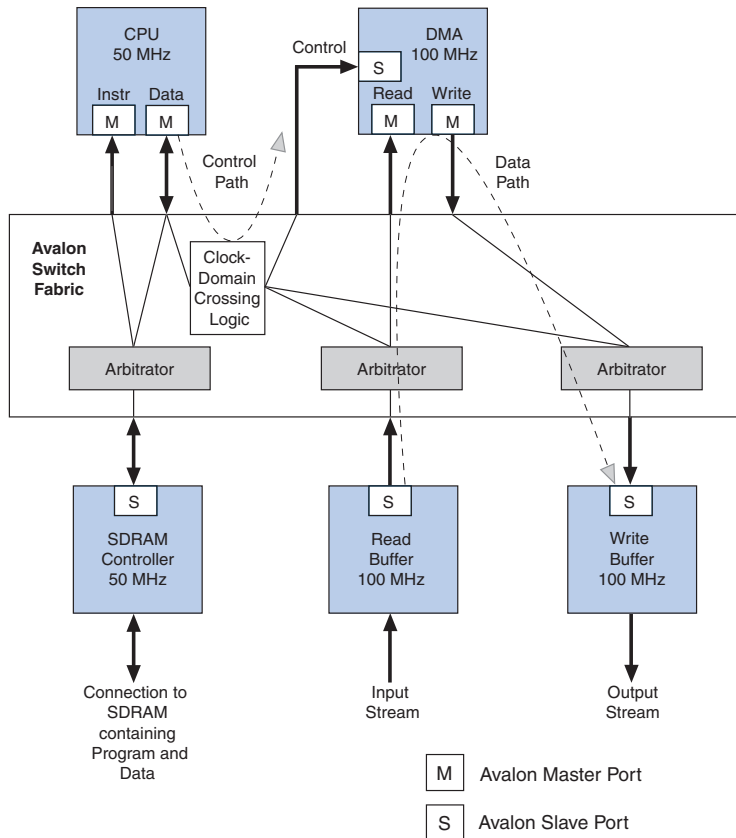 CPU
50 MHz
Instr
Data
M
M
Control
DMA
100 MHz
S
Read
Write
M
M
Control
Path
Data
Path
Avalon
Switch
Fabric
Clock-
Domain
Crossing
Logic
Arbitrator
Arbitrator
Arbitrator
S
SDRAM
Controller
50 MHz
S
Read
Buffer
100 MHz
S
Write
Buffer
100 MHz
Connection to
SDRAM
containing
Program and
Data
Input
Stream
Output
Stream
M
Avalon Master Port
S
Avalon Slave Port